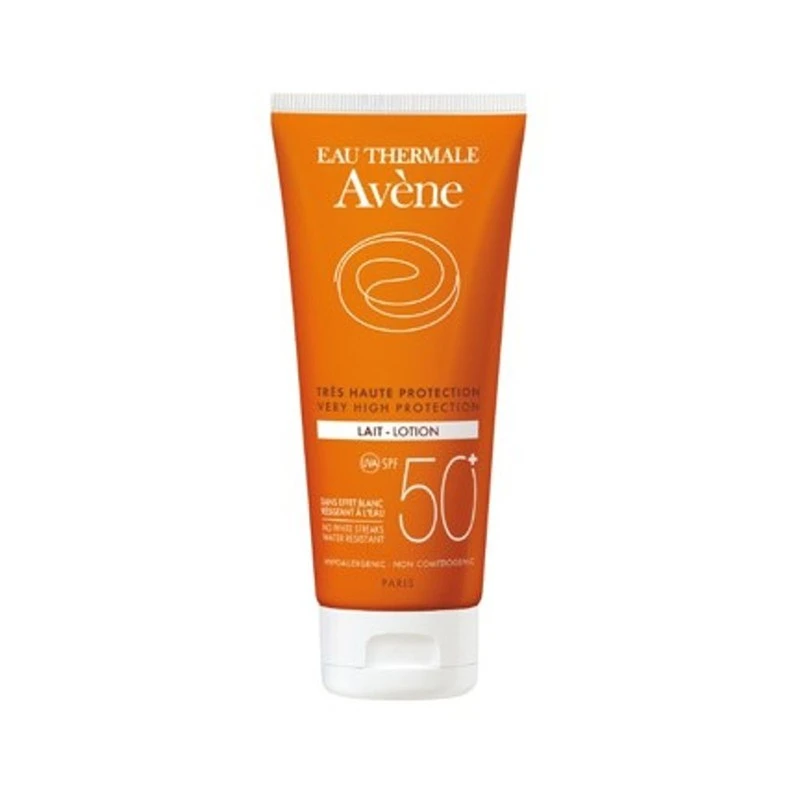 EAU THERMALE
Avène
TRÈS HAUTE PROTECTION
VERY HIGH PROTECTION
LAIT - LOTION
UVA SPF 50+
SANS EFFET BLANC
RÉSISTANT À L'EAU
NO WHITE STREAKS
WATER RESISTANT
HYPOALLERGENIC - NON COMEDOGENIC
PARIS